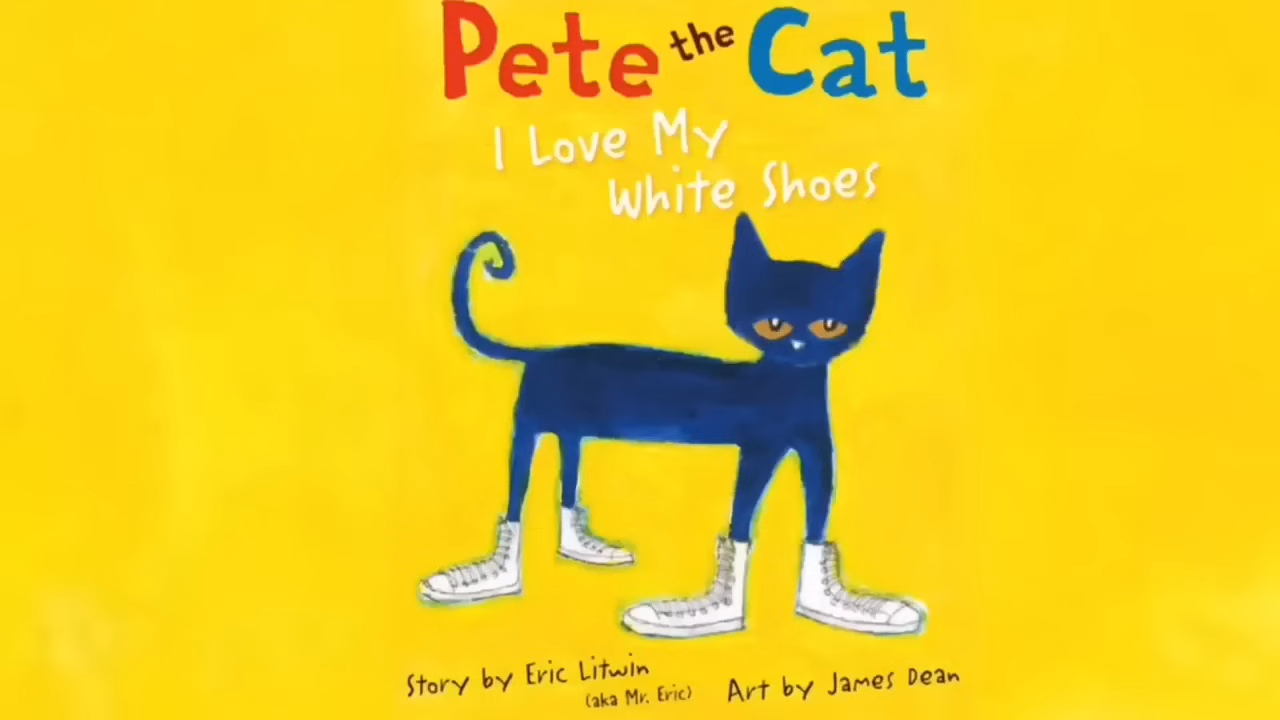 Pete the Cat
I Love My
White Shoes
Story by Eric Litwin
(aka Mr. Eric)
Art by James Dean